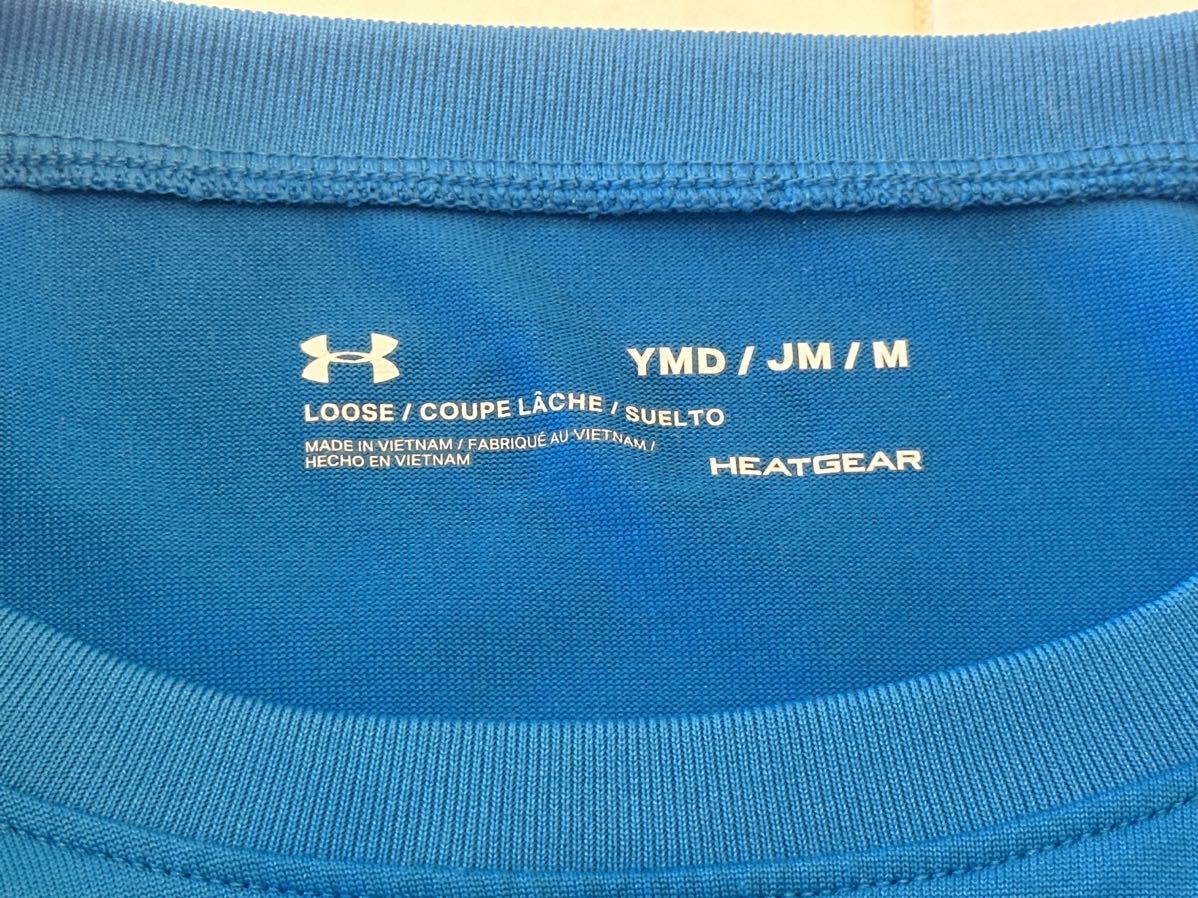 YMD / JM / M
LOOSE / COUPE LÂCHE / SUELTO
MADE IN VIETNAM / FABRIQUÉ AU VIETNAM /
HECHO EN VIETNAM
HEATGEAR